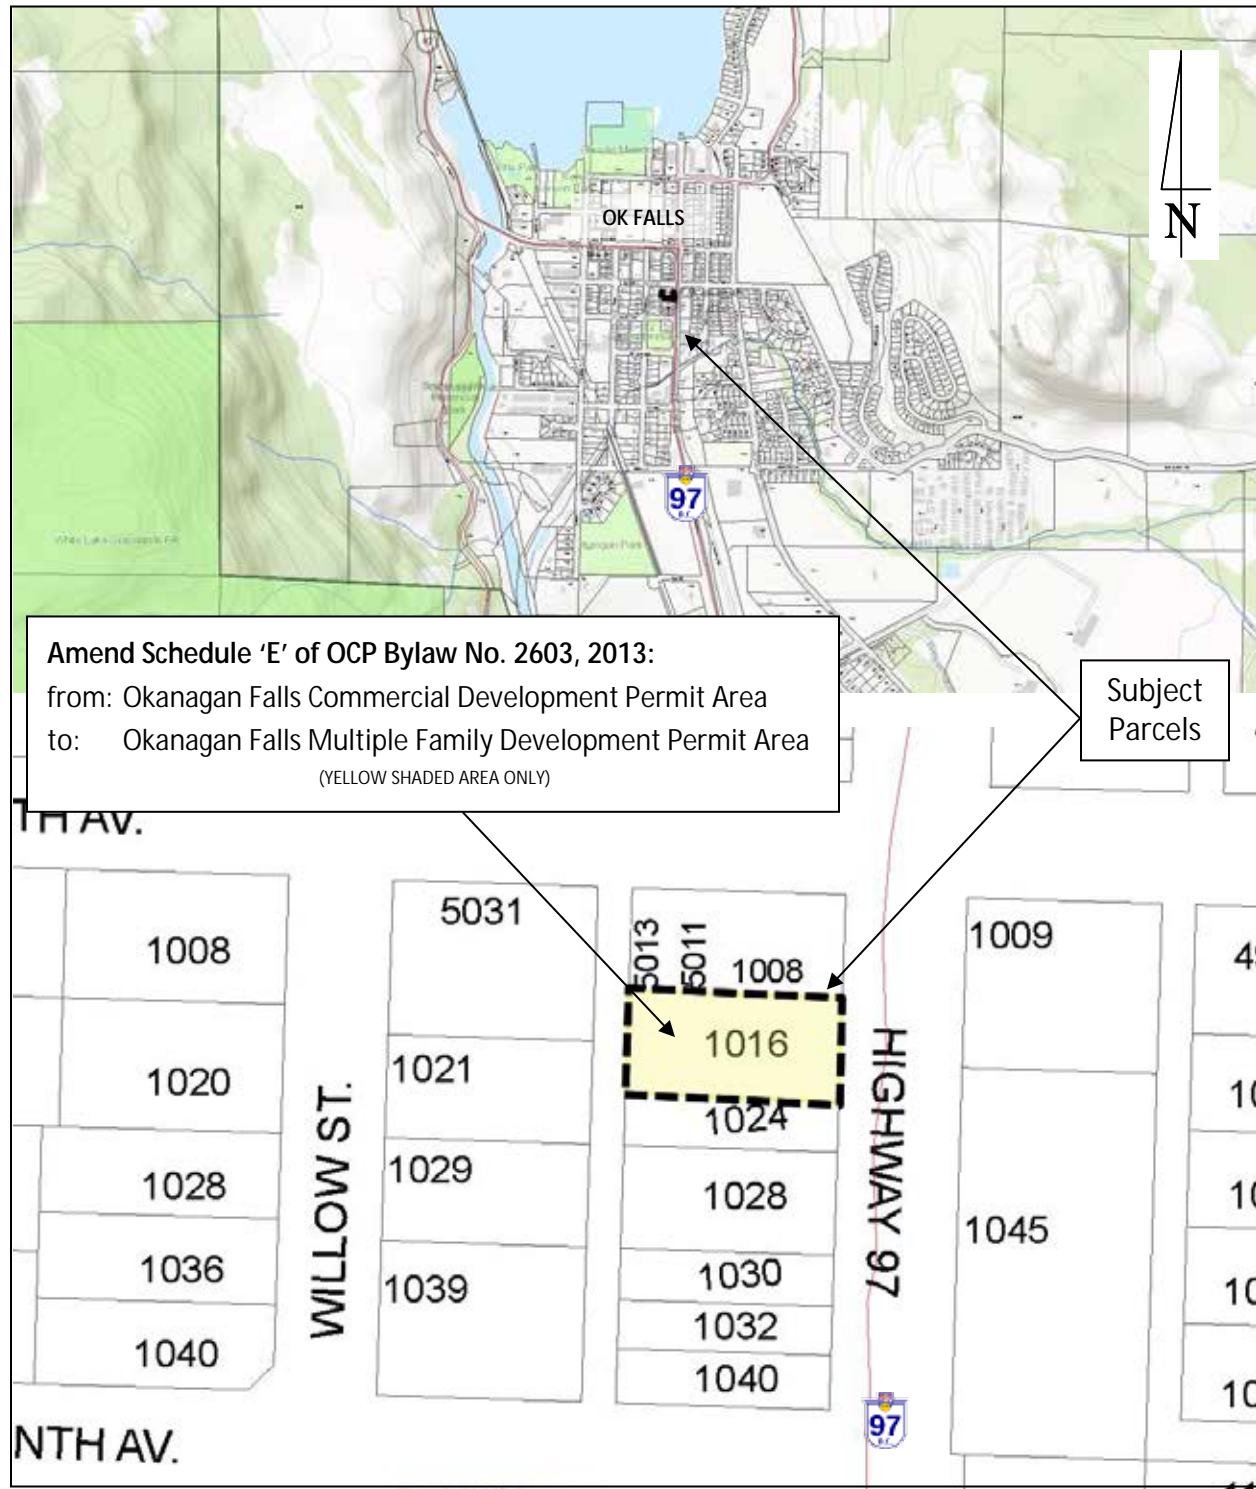 N
OK FALLS
97
B.C.
Amend Schedule ‘E’ of OCP Bylaw No. 2603, 2013:
from: Okanagan Falls Commercial Development Permit Area
to: Okanagan Falls Multiple Family Development Permit Area
(YELLOW SHADED AREA ONLY)
Subject
Parcels
TH AV.
1008
5031
5013
5011
1008
1009
1016
1020
1021
1024
1028
1029
1028
1045
1036
1039
1030
1032
1040
1040
WILLOW ST.
HIGHWAY 97
97
B.C.
NTH AV.